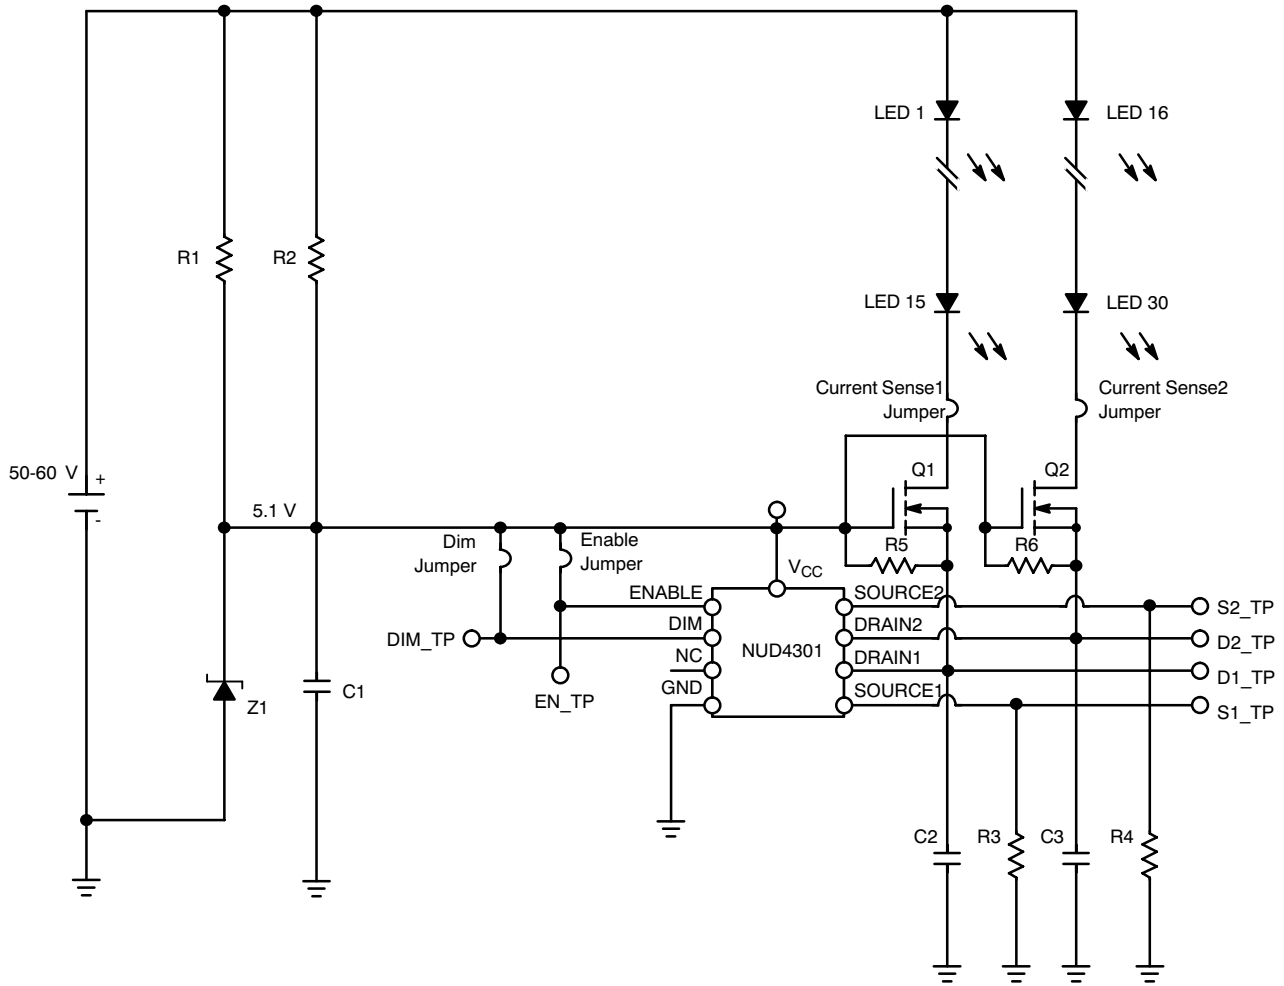 LED 1
LED 16
R1
R2
LED 15
LED 30
Current Sense1
Jumper
Current Sense2
Jumper
50-60 V
+
-
5.1 V
Q1
Q2
Dim
Jumper
Enable
Jumper
R5
R6
VCC
ENABLE
SOURCE2
S2_TP
DIM_TP
DIM
NUD4301
DRAIN2
D2_TP
NC
DRAIN1
D1_TP
GND
SOURCE1
S1_TP
EN_TP
Z1
C1
C2
R3
C3
R4